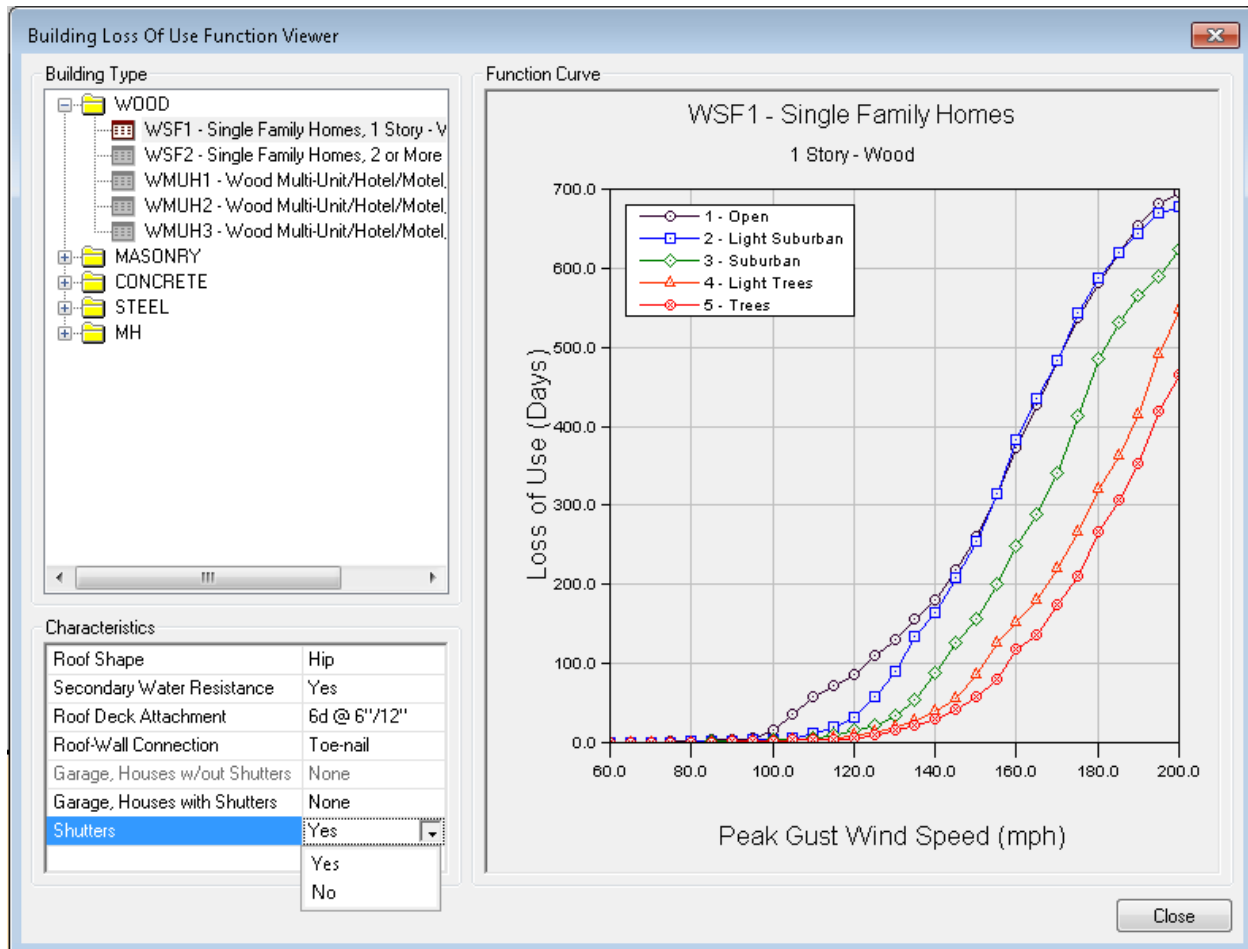 Building Loss Of Use Function Viewer
Building Type
WOOD
WSF1 - Single Family Homes, 1 Story - W
WSF2 - Single Family Homes, 2 or More
WMUH1 - Wood Multi-Unit/Hotel/Motel,
WMUH2 - Wood Multi-Unit/Hotel/Motel,
WMUH3 - Wood Multi-Unit/Hotel/Motel,
MASONRY
CONCRETE
STEEL
MH
Characteristics
Roof Shape Hip
Secondary Water Resistance Yes
Roof Deck Attachment 6d @ 6"/12"
Roof-Wall Connection Toe-nail
Garage, Houses w/out Shutters None
Garage, Houses with Shutters None
Shutters Yes
Yes
No
Function Curve
WSF1 - Single Family Homes
1 Story - Wood
700.0
600.0
500.0
400.0
300.0
200.0
100.0
0.0
1 - Open
2 - Light Suburban
3 - Suburban
4 - Light Trees
5 - Trees
Loss of Use (Days)
60.0 80.0 100.0 120.0 140.0 160.0 180.0 200.0
Peak Gust Wind Speed (mph)
Close